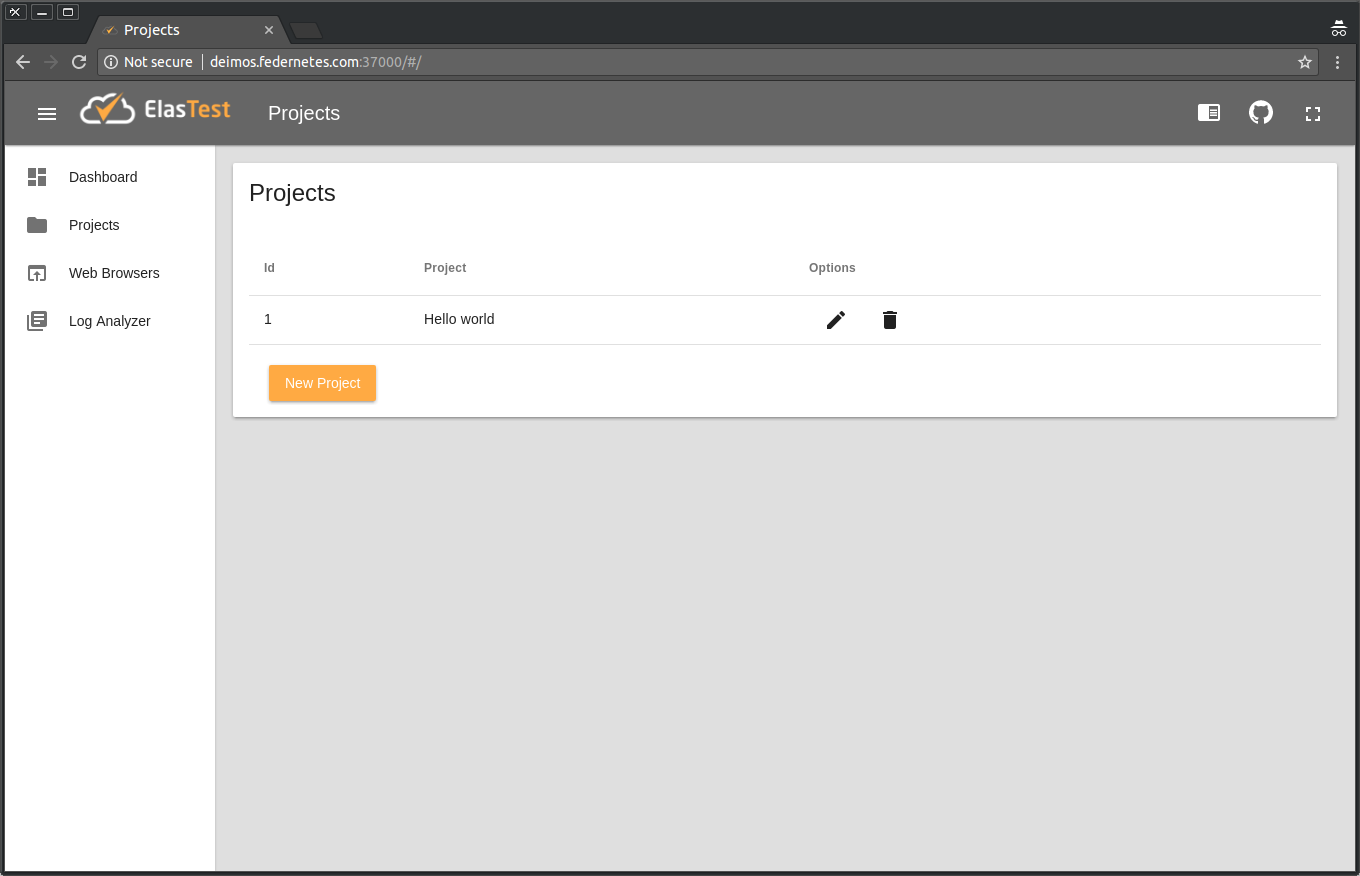 Projects
Not secure deimos.federnetes.com:37000/#/
ElasTest Projects
Dashboard
Projects
Web Browsers
Log Analyzer
Projects
Id Project Options
1 Hello world
New Project